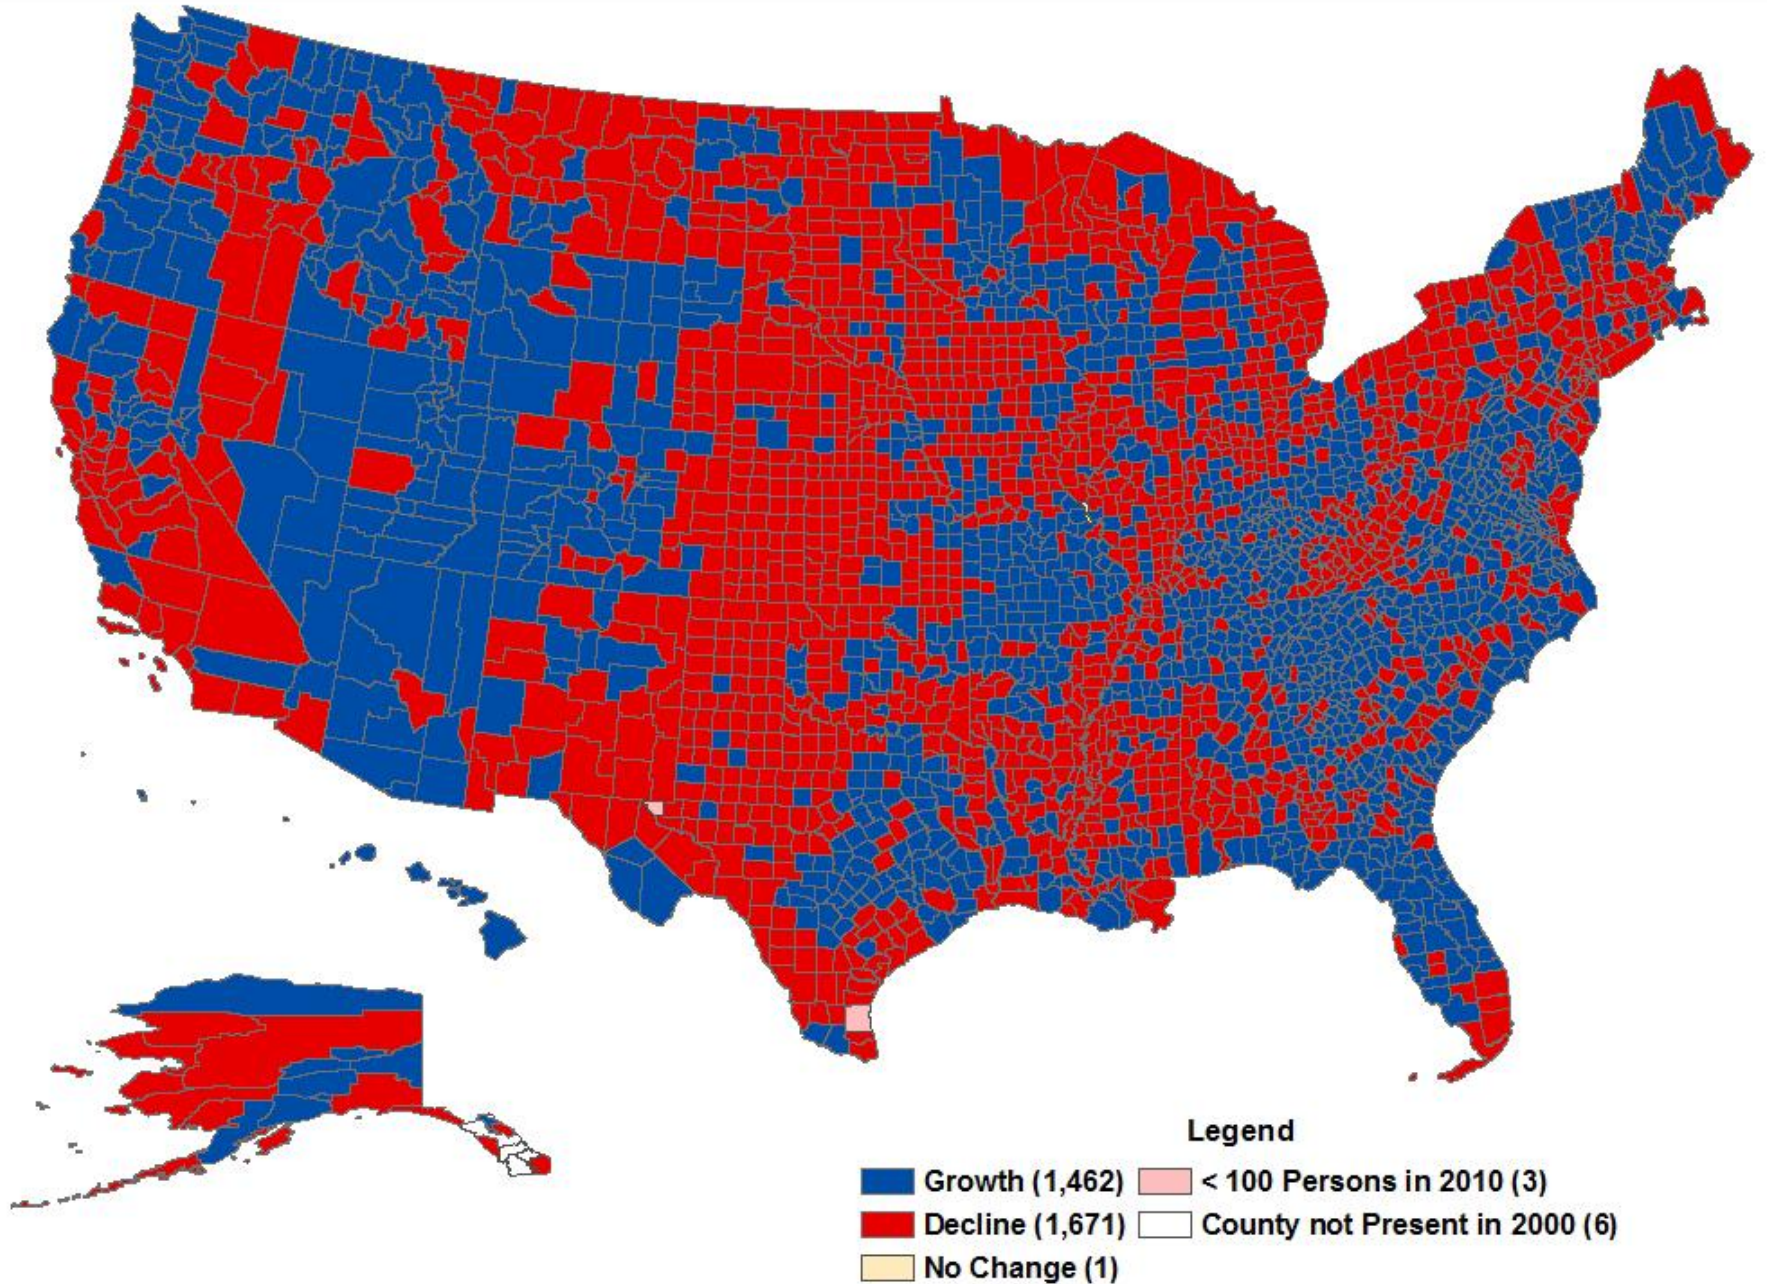 Legend
Growth (1,462) < 100 Persons in 2010 (3)
Decline (1,671) County not Present in 2000 (6)
No Change (1)